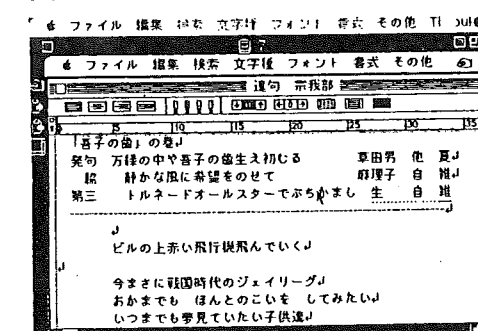 ファイル 編集 検索 文字種 フォント 書式 その他
ファイル 編集 検索 文字種 フォント 書式 その他
連句 宗我部
5 10 15 20 25 30 35
「吾子の歯」の巻
発句 万緑の中や吾子の歯生え初むる 草田男 他 夏
脇 静かな風に希望をのせて 麻理子 自 雑
第三 トルネードオールスターでぶちかまし 生 自 雑
ビルの上赤い飛行機飛んでいく
今まさに戦国時代のジェイリーグ
おかまでも ほんとのこいを してみたい
いつまでも夢見ていたい子供達